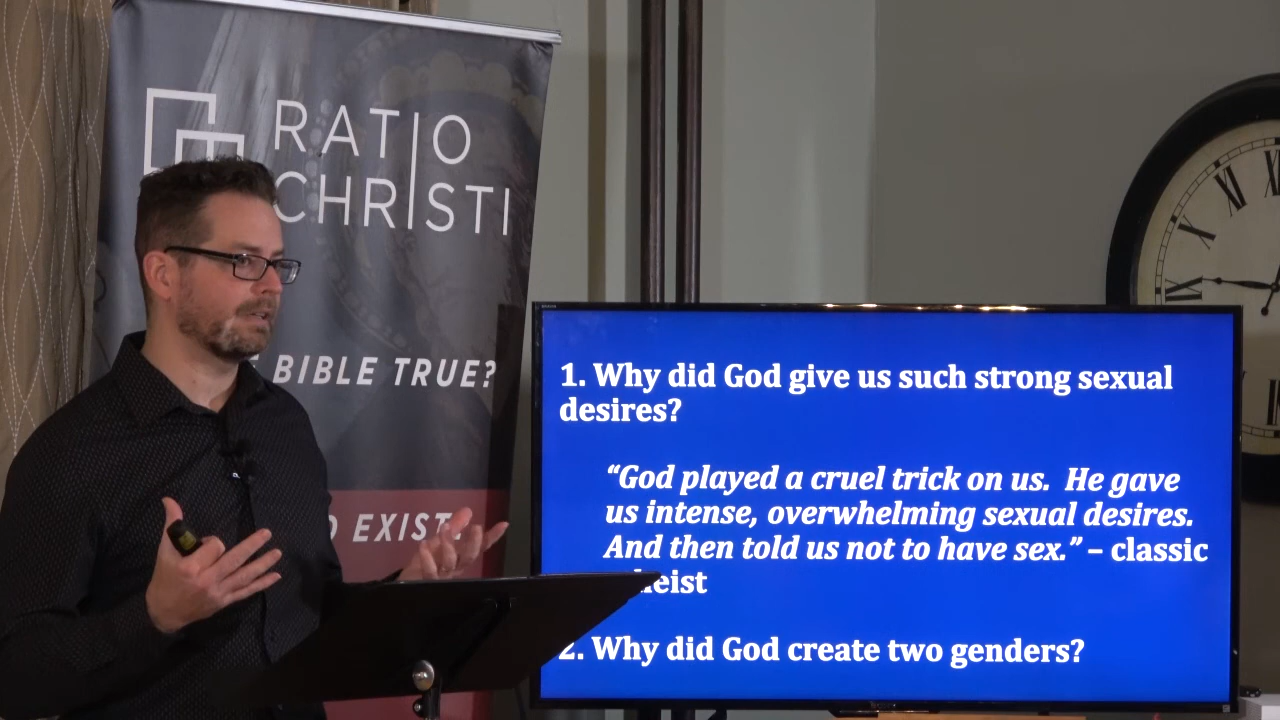 RATIO
CHRISTI
BIBLE TRUE?
EXIST?
1. Why did God give us such strong sexual
desires?
“God played a cruel trick on us. He gave
us intense, overwhelming sexual desires.
And then told us not to have sex.” – classic
2. Why did God create two genders?
X
XI